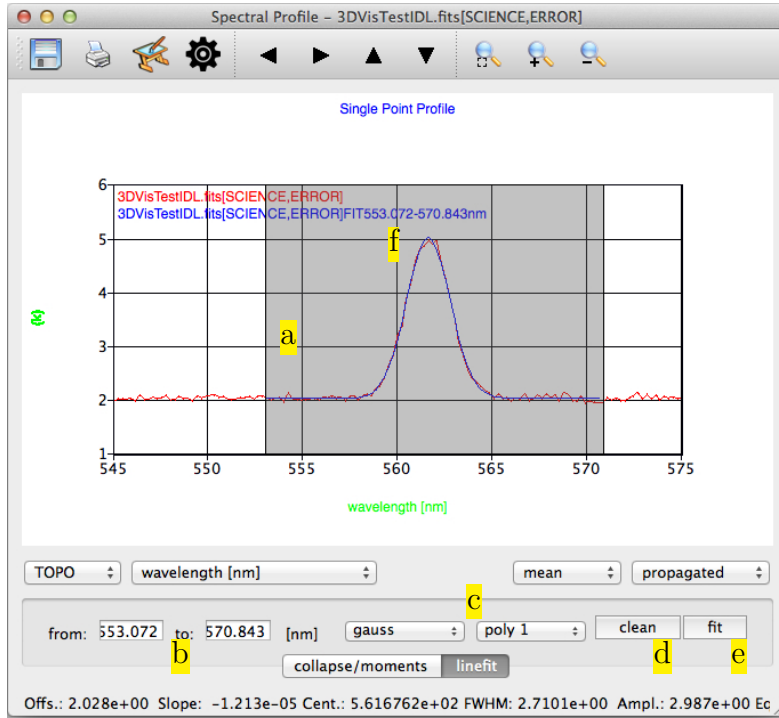 Spectral Profile – 3DVisTestIDL.fits[SCIENCE,ERROR]
Single Point Profile
6
3DVisTestIDL.fits[SCIENCE,ERROR]
3DVisTestIDL.fits[SCIENCE,ERROR]FIT553.072-570.843nm
5
f
4
a
3
2
1
545 550 555 560 565 570 575
wavelength [nm]
TOPO wavelength [nm] mean propagated
c
from: 553.072 to: 570.843 [nm] gauss poly 1 clean fit
b d e
collapse/moments linefit
Offs.: 2.028e+00 Slope: -1.213e-05 Cent.: 5.616762e+02 FWHM: 2.7101e+00 Ampl.: 2.987e+00